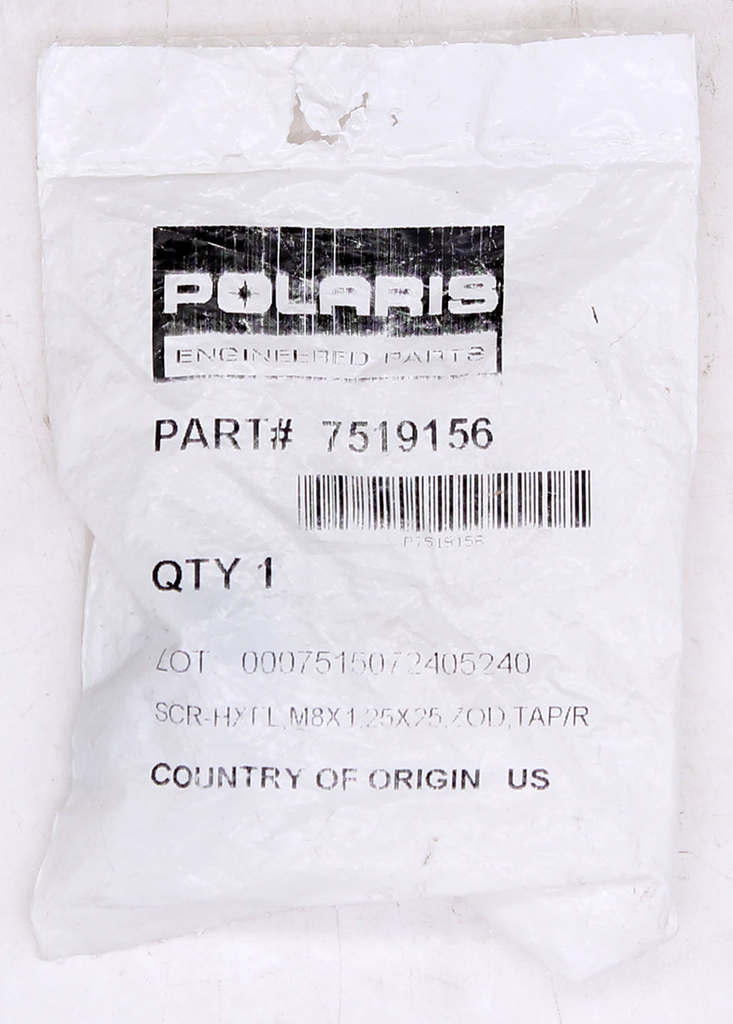 POLARIS
ENGINEERED PARTS
PART# 7519156
P7519156
QTY 1
LOT: 0007515072405240
SCR-HXFL,M8X1.25X25,ZOD,TAP/R
COUNTRY OF ORIGIN US